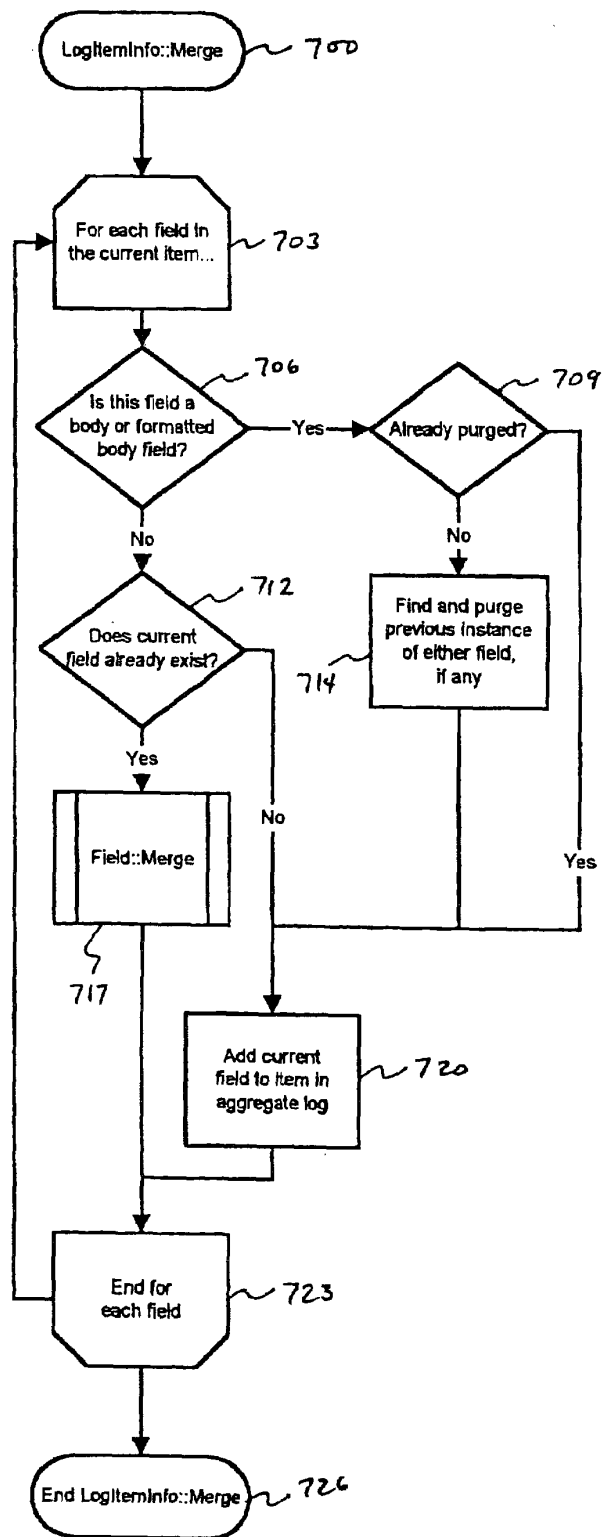 LogItemInfo::Merge
700
For each field in
the current item...
703
706
Is this field a
body or formatted
body field?
Yes
709
Already purged?
No
No
712
Does current
field already exist?
Find and purge
previous instance
of either field,
if any
714
Yes
No
Yes
Field::Merge
717
Add current
field to item in
aggregate log
720
End for
each field
723
End LogItemInfo::Merge
726